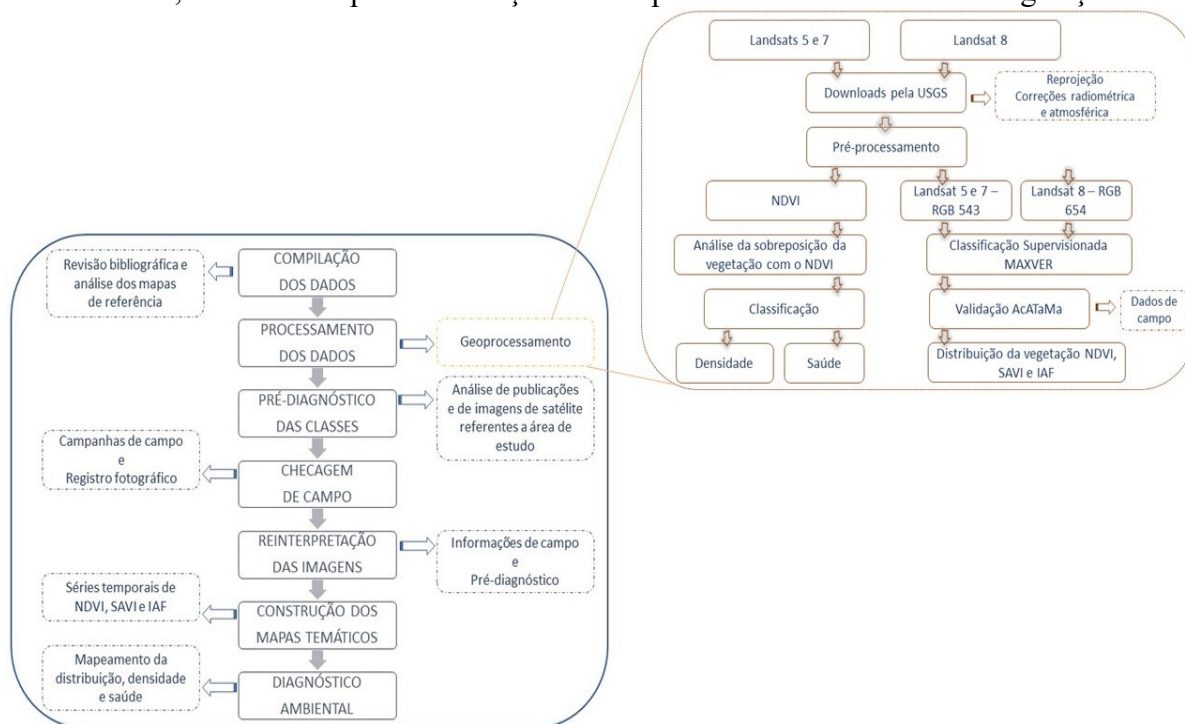 Landsats 5 e 7
Landsat 8
Downloads pela USGS
Reprojeção
Correções radiométrica
e atmosférica
Pré-processamento
NDVI
Landsat 5 e 7 –
RGB 543
Landsat 8 – RGB
654
Análise da sobreposição da
vegetação com o NDVI
Classificação Supervisionada
MAXVER
Classificação
Validação AcATaMa
Dados de
campo
Densidade
Saúde
Distribuição da vegetação NDVI,
SAVI e IAF
Revisão bibliográfica e
análise dos mapas
de referência
COMPILAÇÃO
DOS DADOS
PROCESSAMENTO
DOS DADOS
Geoprocessamento
PRÉ-DIAGNÓSTICO
DAS CLASSES
Análise de publicações
e de imagens de satélite
referentes a área de
estudo
Campanhas de campo
e
Registro fotográfico
CHECAGEM
DE CAMPO
REINTERPRETAÇÃO
DAS IMAGENS
Informações de campo
e
Pré-diagnóstico
Séries temporais de
NDVI, SAVI e IAF
CONSTRUÇÃO DOS
MAPAS TEMÁTICOS
Mapeamento da
distribuição, densidade
e saúde
DIAGNÓSTICO
AMBIENTAL